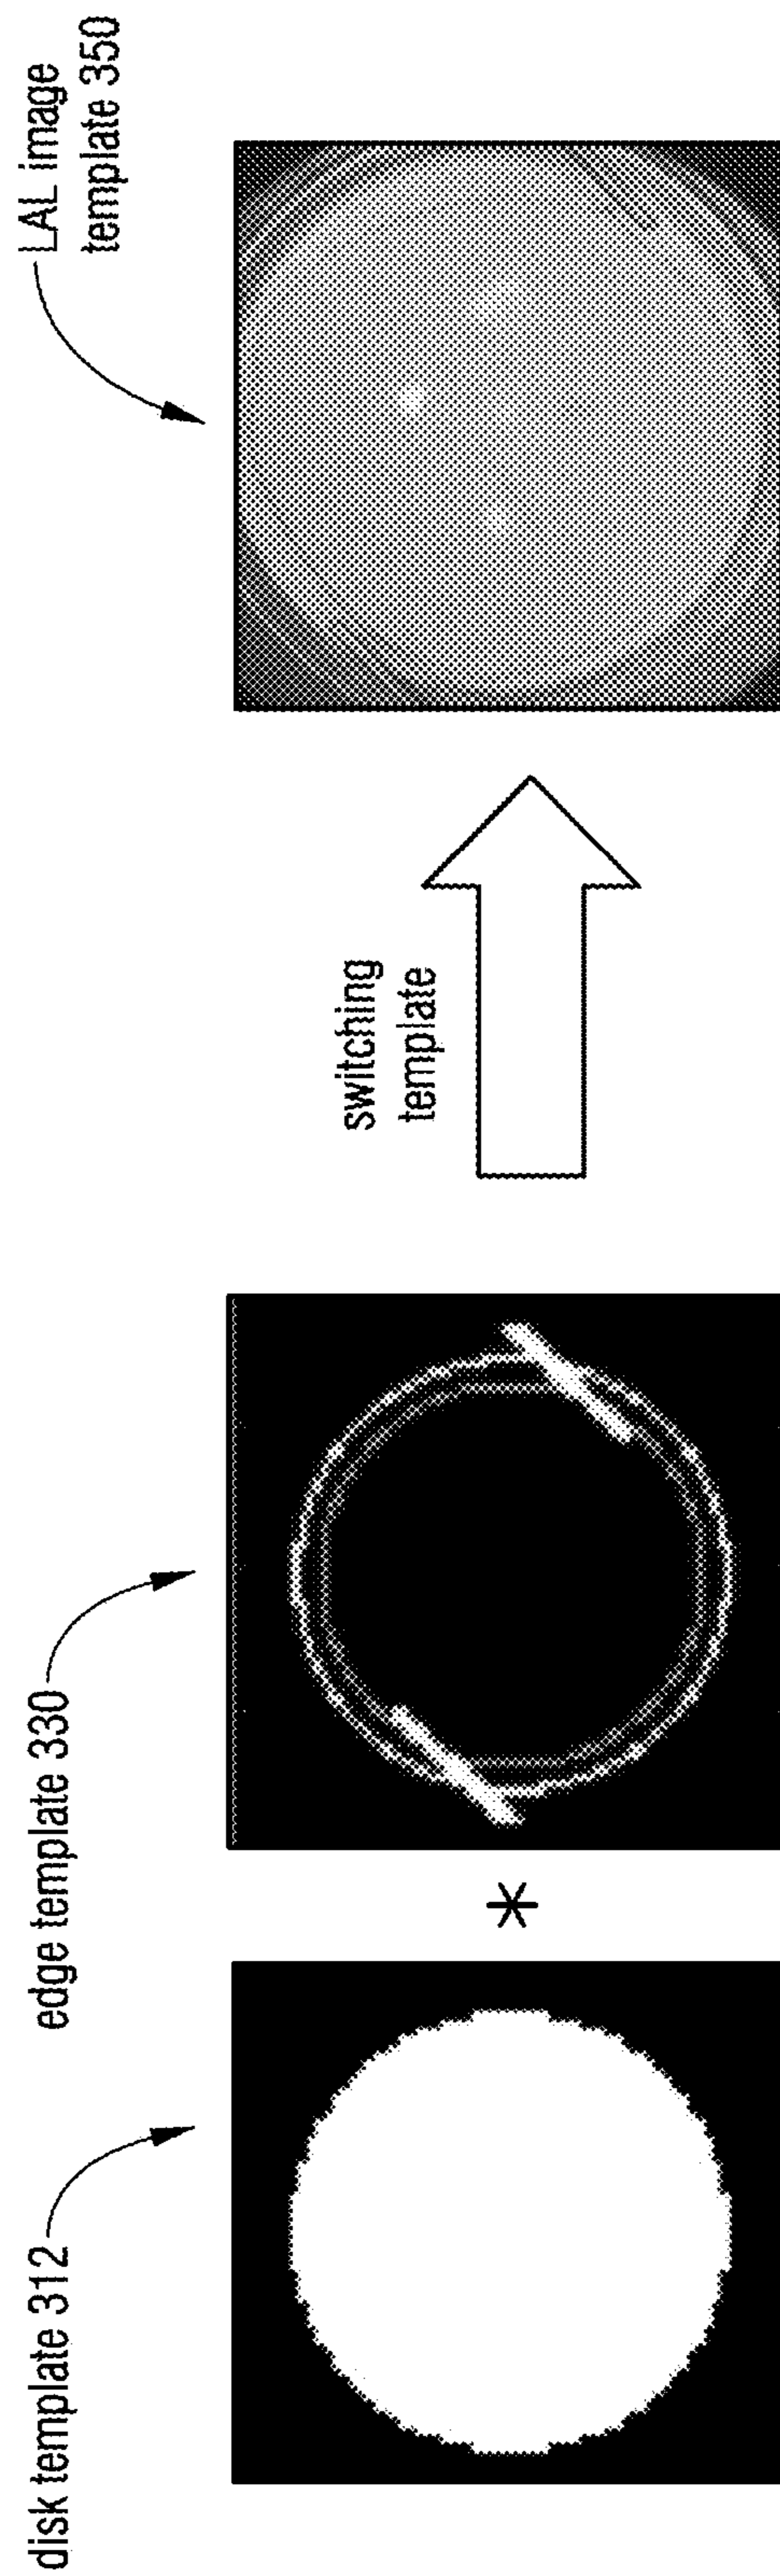 disk template 312
edge template 330
*
switching
template
LAL image
template 350